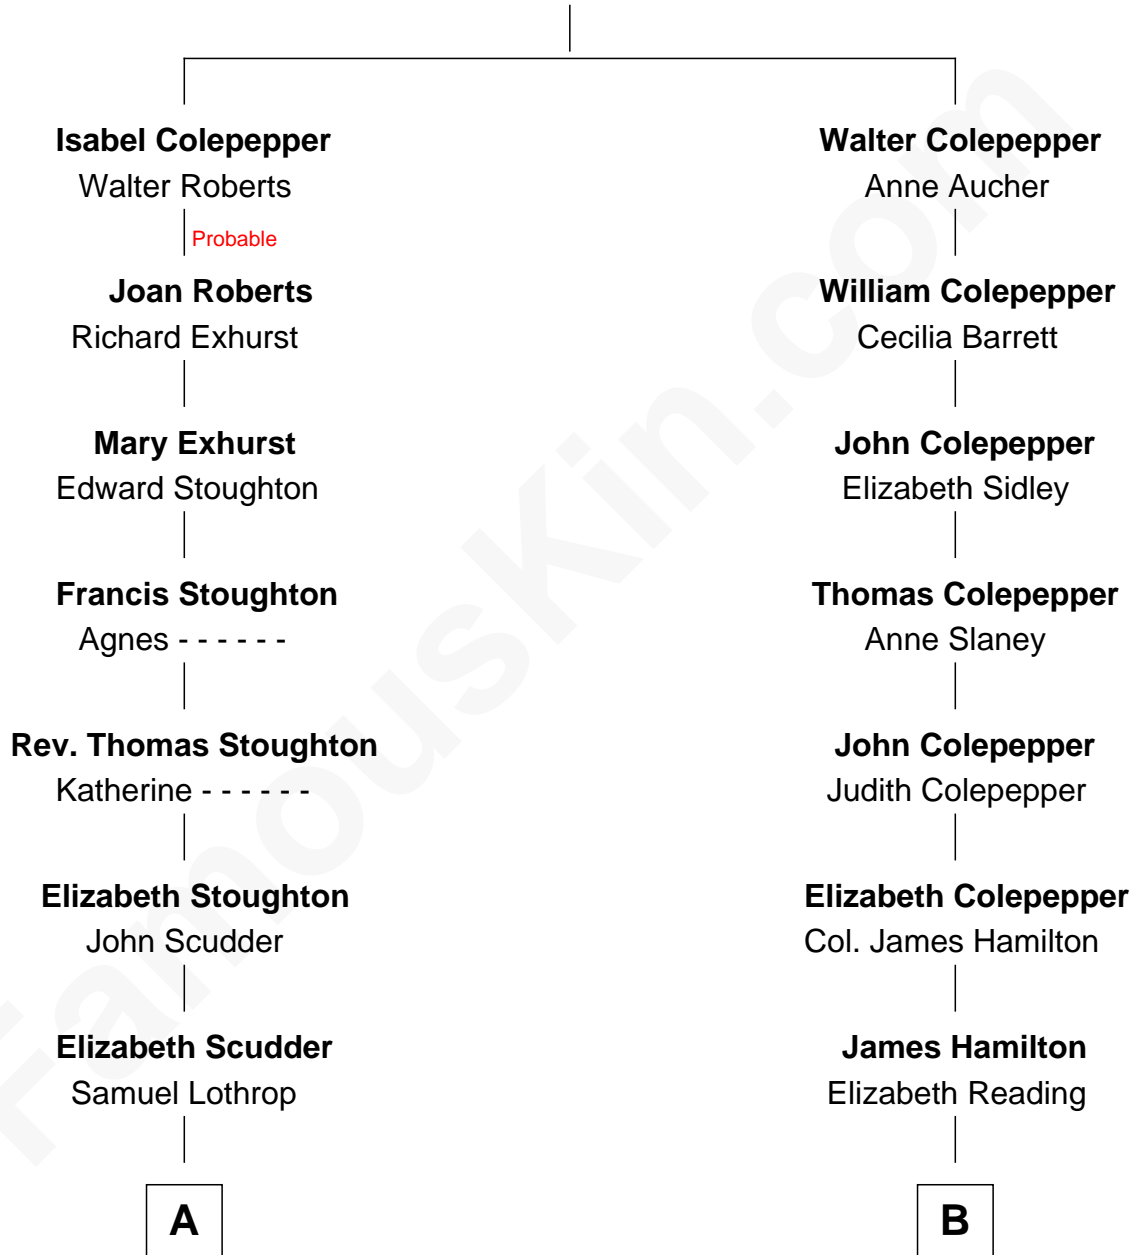 Isabel Colepepper
Walter Roberts
Probable
Joan Roberts
Richard Exhurst
Mary Exhurst
Edward Stoughton
Francis Stoughton
Agnes - - - - - -
Rev. Thomas Stoughton
Katherine - - - - - -
Elizabeth Stoughton
John Scudder
Elizabeth Scudder
Samuel Lothrop
A
Walter Colepepper
Anne Aucher
William Colepepper
Cecilia Barrett
John Colepepper
Elizabeth Sidley
Thomas Colepepper
Anne Slaney
John Colepepper
Judith Colepepper
Elizabeth Colepepper
Col. James Hamilton
James Hamilton
Elizabeth Reading
B
FamousKin.com